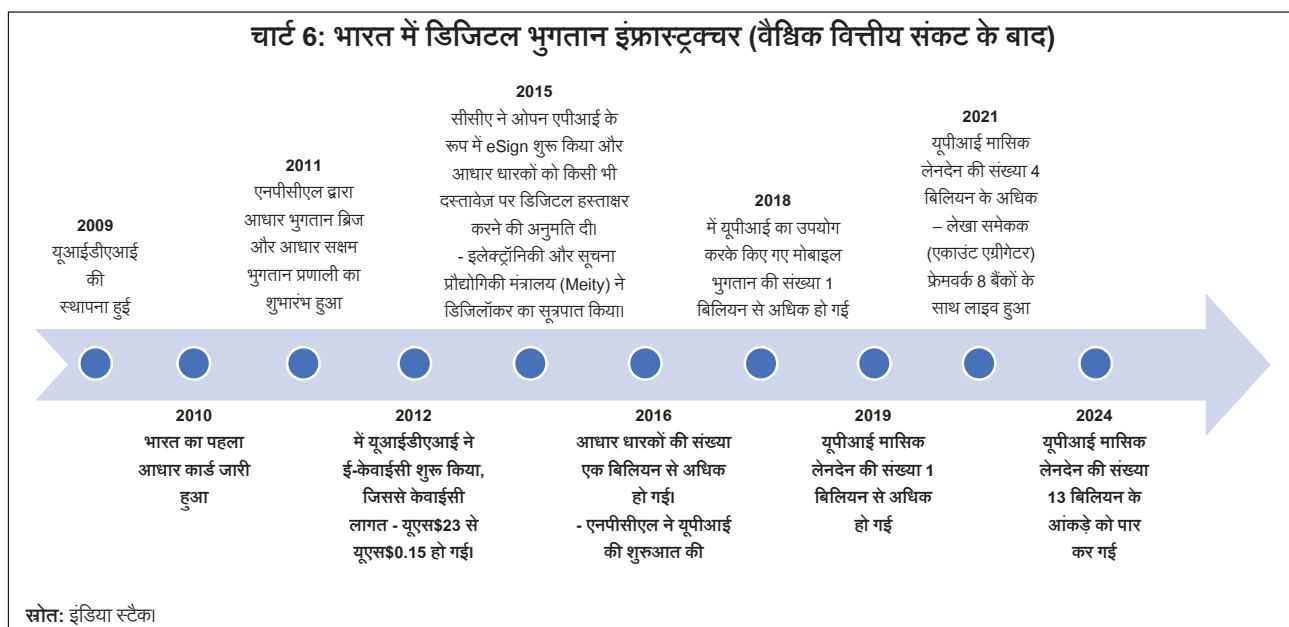 चार्ट 6: भारत में डिजिटल भुगतान इंफ्रास्ट्रक्चर (वैश्विक वित्तीय संकट के बाद)
2009
यूआईडीएआई
की
स्थापना हुई
2010
भारत का पहला
आधार कार्ड जारी
हुआ
2011
एनपीसीएल द्वारा
आधार भुगतान ब्रिज
और आधार सक्षम
भुगतान प्रणाली का
शुभारंभ हुआ
2012
में यूआईडीएआई ने
ई-केवाईसी शुरू किया,
जिससे केवाईसी
लागत - यूएस$23 से
यूएस$0.15 हो गई।
2015
सीसीए ने ओपन एपीआई के
रूप में eSign शुरू किया और
आधार धारकों को किसी भी
दस्तावेज़ पर डिजिटल हस्ताक्षर
करने की अनुमति दी।
- इलेक्ट्रॉनिकी और सूचना
प्रौद्योगिकी मंत्रालय (Meity) ने
डिजिलॉकर का सूत्रपात किया।
2016
आधार धारकों की संख्या
एक बिलियन से अधिक
हो गई।
- एनपीसीएल ने यूपीआई
की शुरुआत की
2018
में यूपीआई का उपयोग
करके किए गए मोबाइल
भुगतान की संख्या 1
बिलियन से अधिक हो गई
2019
यूपीआई मासिक
लेनदेन की संख्या 1
बिलियन से अधिक
हो गई
2021
यूपीआई मासिक
लेनदेन की संख्या 4
बिलियन के अधिक
– लेखा समेकक
(एकाउंट एग्रीगेटर)
फ्रेमवर्क 8 बैंकों के
साथ लाइव हुआ
2024
यूपीआई मासिक
लेनदेन की संख्या
13 बिलियन के
आंकड़े को पार
कर गई
स्रोत: इंडिया स्टैक।